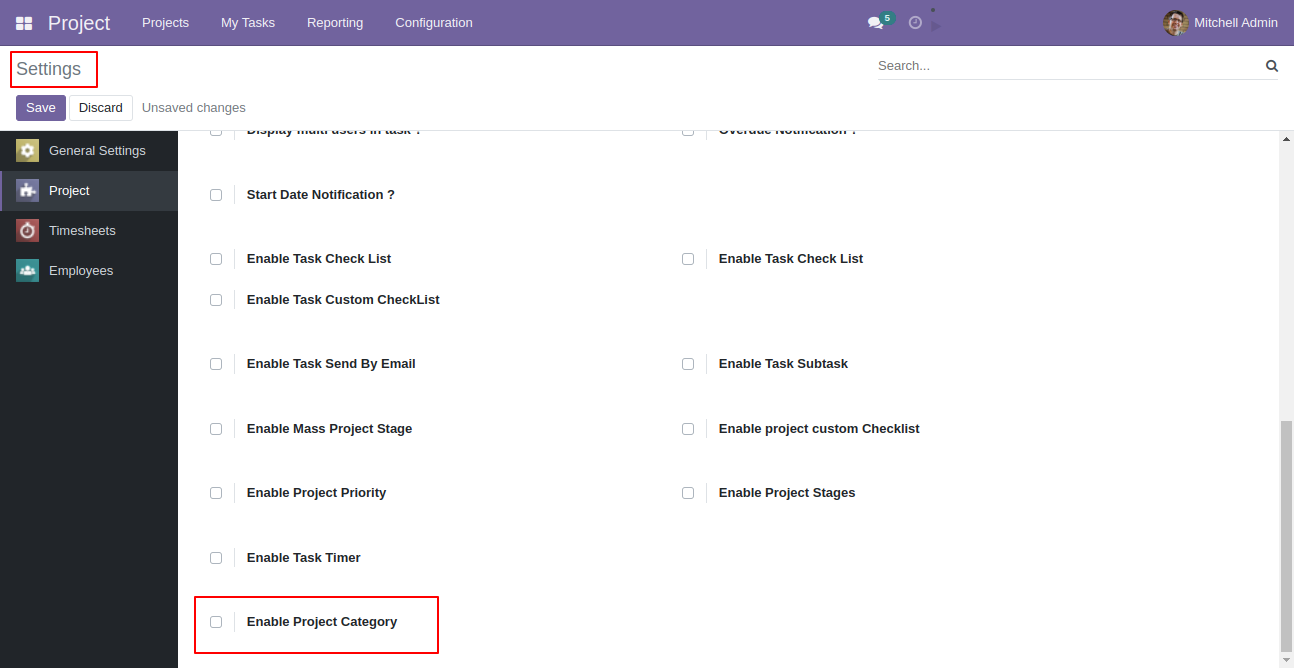 Project Projects My Tasks Reporting Configuration 5 Mitchell Admin
Settings Search...
Save Discard Unsaved changes
General Settings
Project
Timesheets
Employees
Display multi users in task ? Overdue Notification ?
Start Date Notification ?
Enable Task Check List Enable Task Check List
Enable Task Custom CheckList
Enable Task Send By Email Enable Task Subtask
Enable Mass Project Stage Enable project custom Checklist
Enable Project Priority Enable Project Stages
Enable Task Timer
Enable Project Category